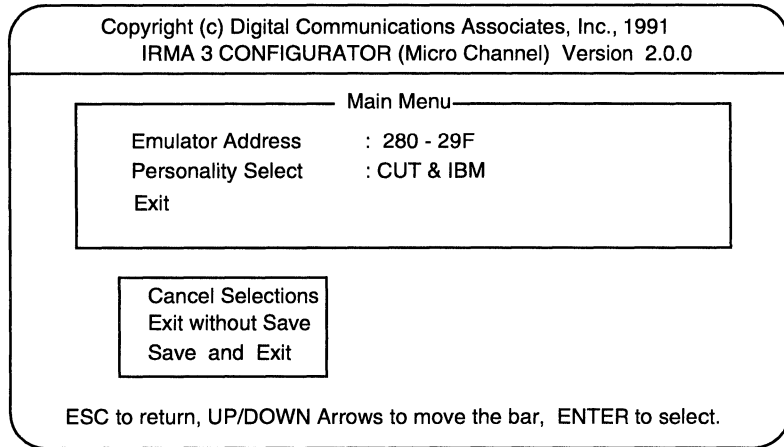 Copyright (c) Digital Communications Associates, Inc., 1991
IRMA 3 CONFIGURATOR (Micro Channel) Version 2.0.0
Main Menu
Emulator Address : 280 - 29F
Personality Select : CUT & IBM
Exit
Cancel Selections
Exit without Save
Save and Exit
ESC to return, UP/DOWN Arrows to move the bar, ENTER to select.